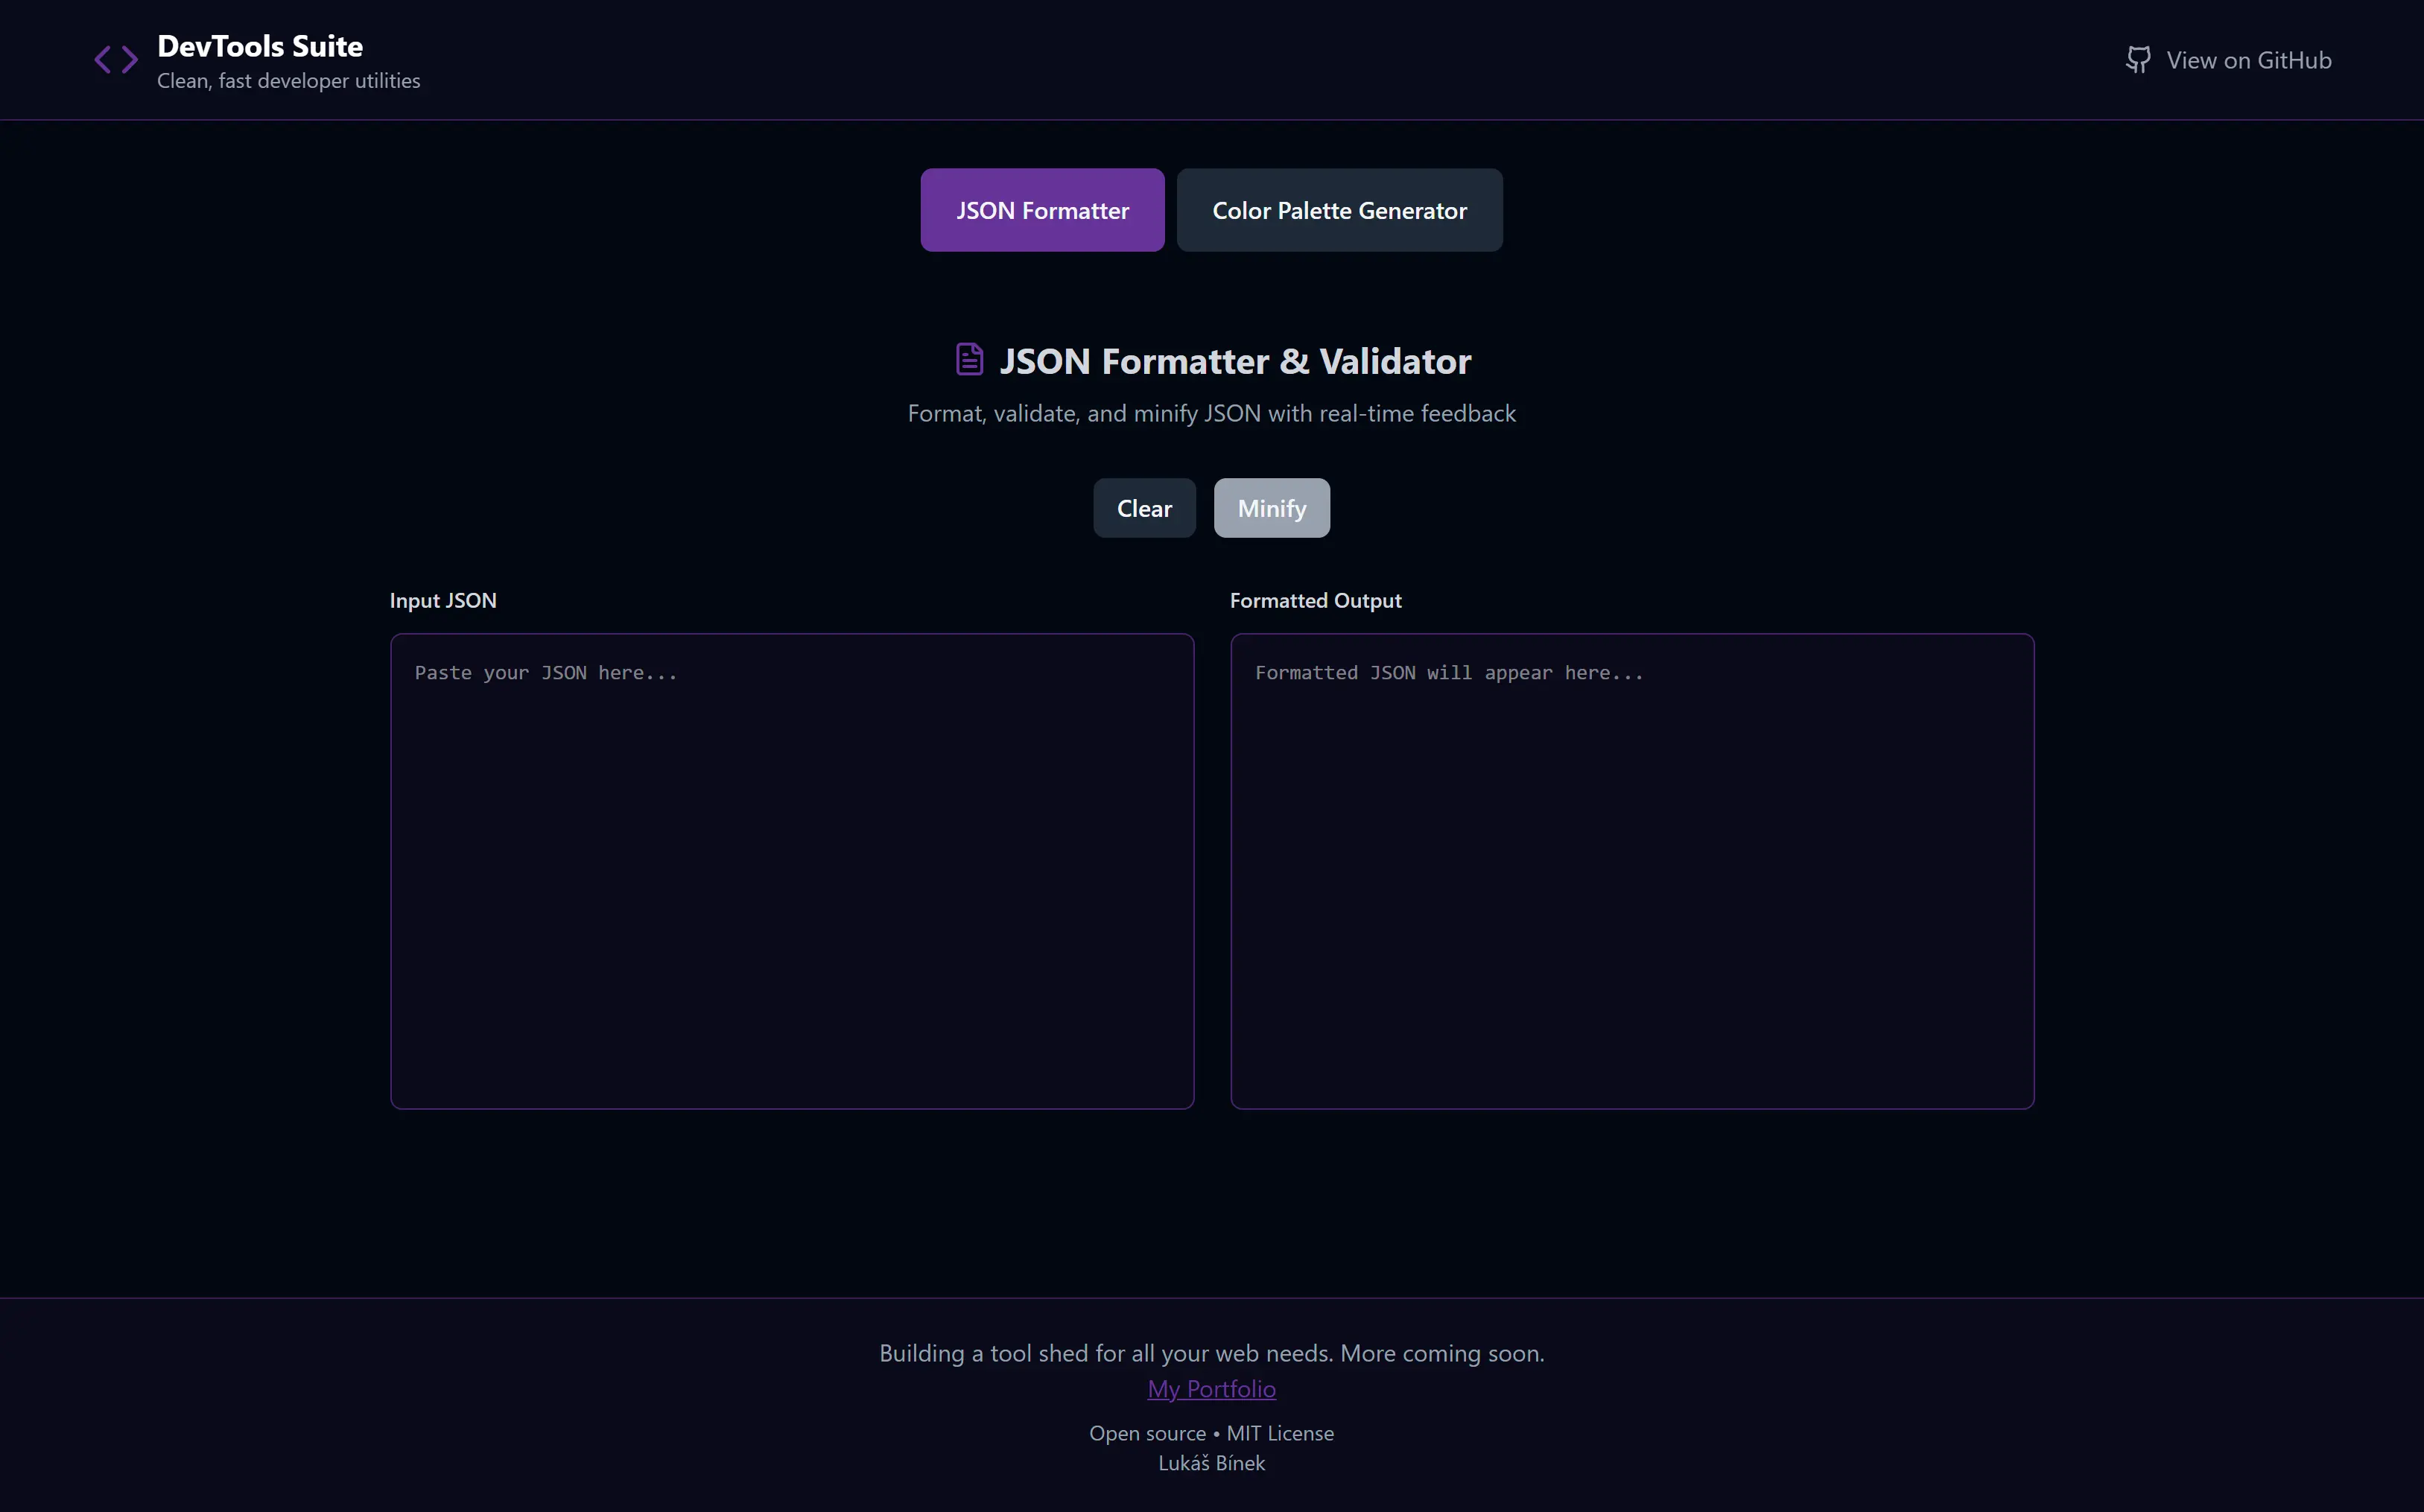 DevTools Suite
Clean, fast developer utilities
View on GitHub
JSON Formatter
Color Palette Generator
JSON Formatter & Validator
Format, validate, and minify JSON with real-time feedback
Clear
Minify
Input JSON
Formatted Output
Paste your JSON here...
Formatted JSON will appear here...
Building a tool shed for all your web needs. More coming soon.
My Portfolio
Open source • MIT License
Lukáš Bínek